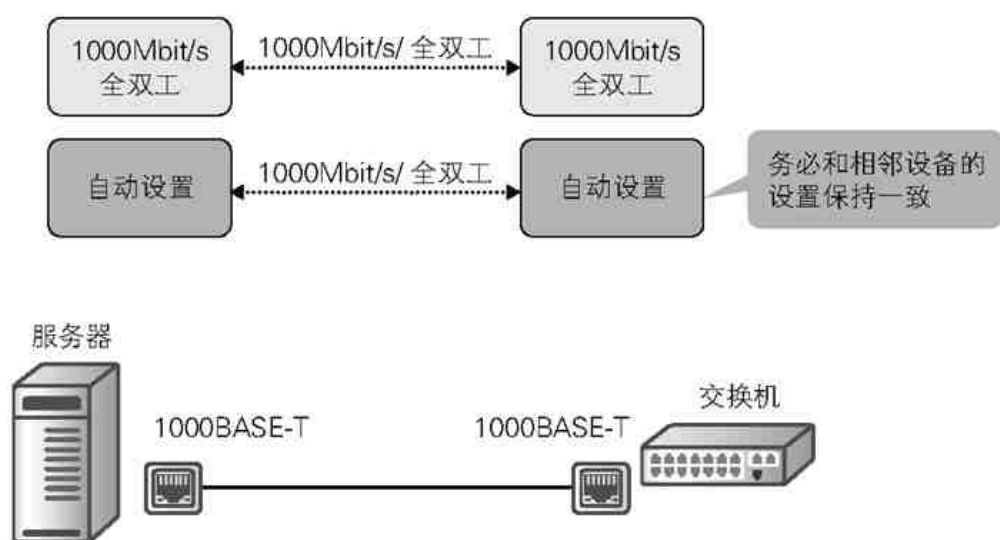 1000Mbit/s
全双工
1000Mbit/s/ 全双工
1000Mbit/s
全双工
自动设置
1000Mbit/s/ 全双工
自动设置
务必和相邻设备的
设置保持一致
服务器
交换机
1000BASE-T
1000BASE-T